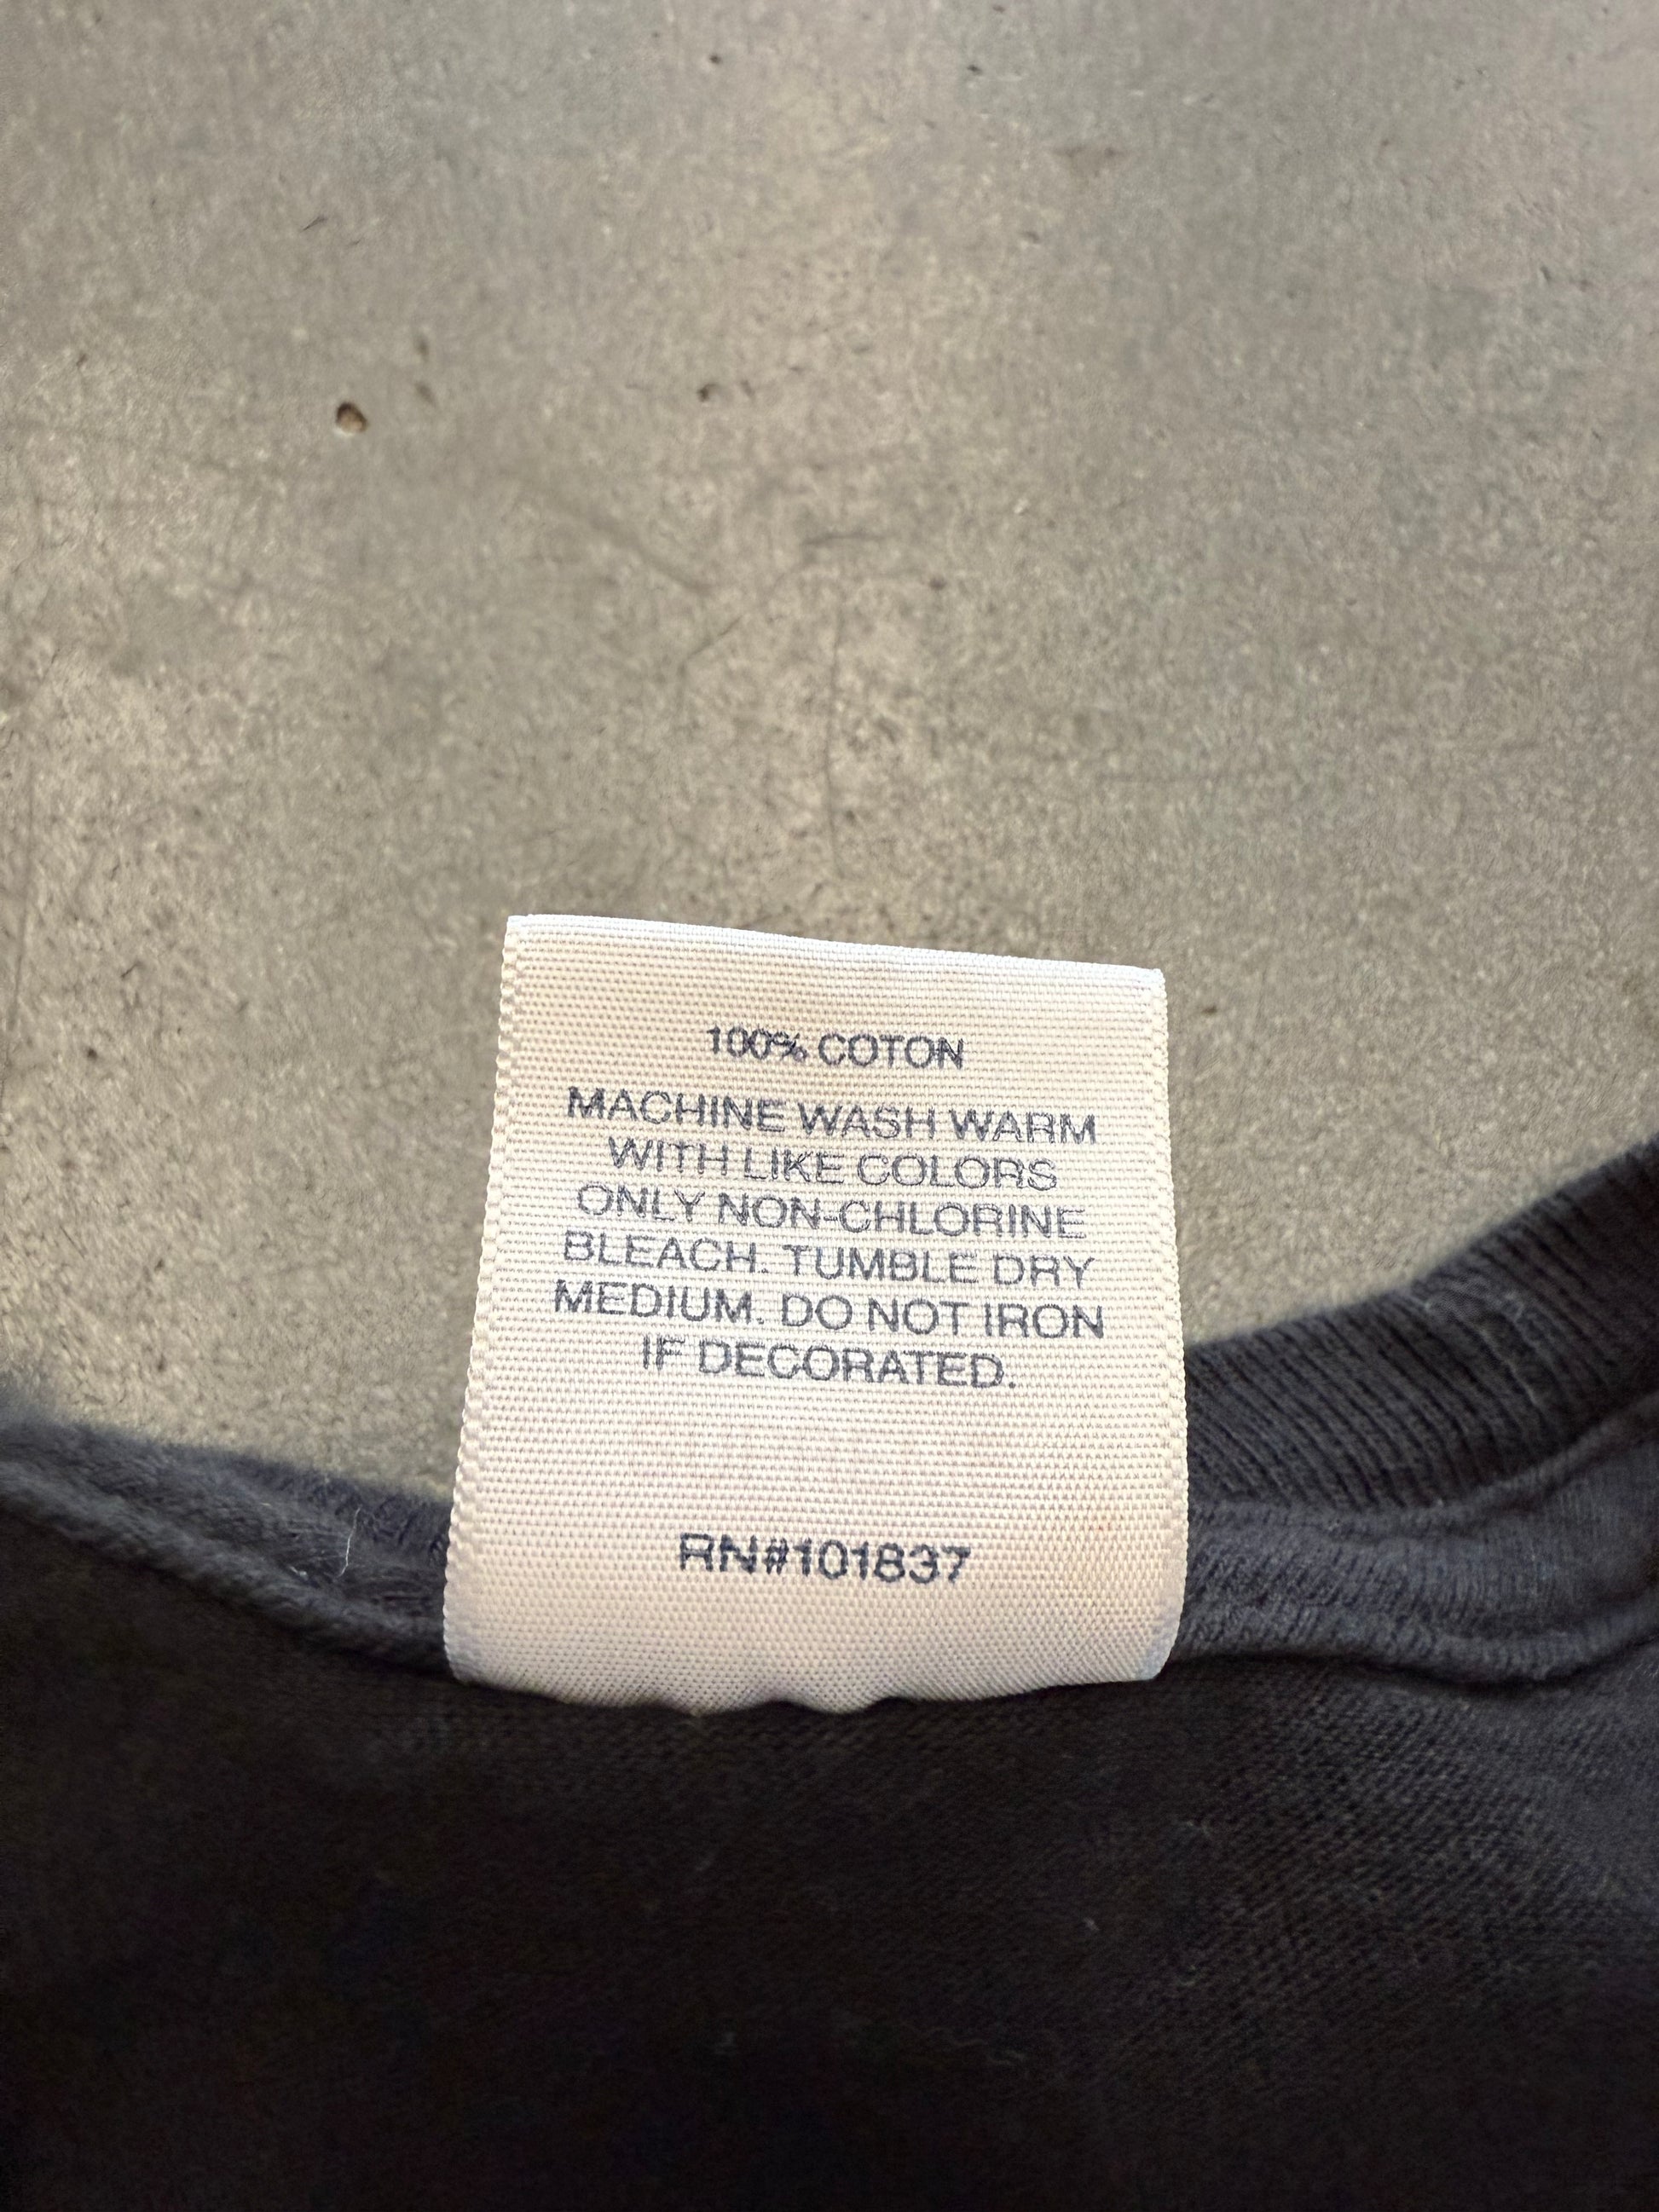 100% COTON
MACHINE WASH WARM
WITH LIKE COLORS
ONLY NON-CHLORINE
BLEACH. TUMBLE DRY
MEDIUM. DO NOT IRON
IF DECORATED.
RN#101837